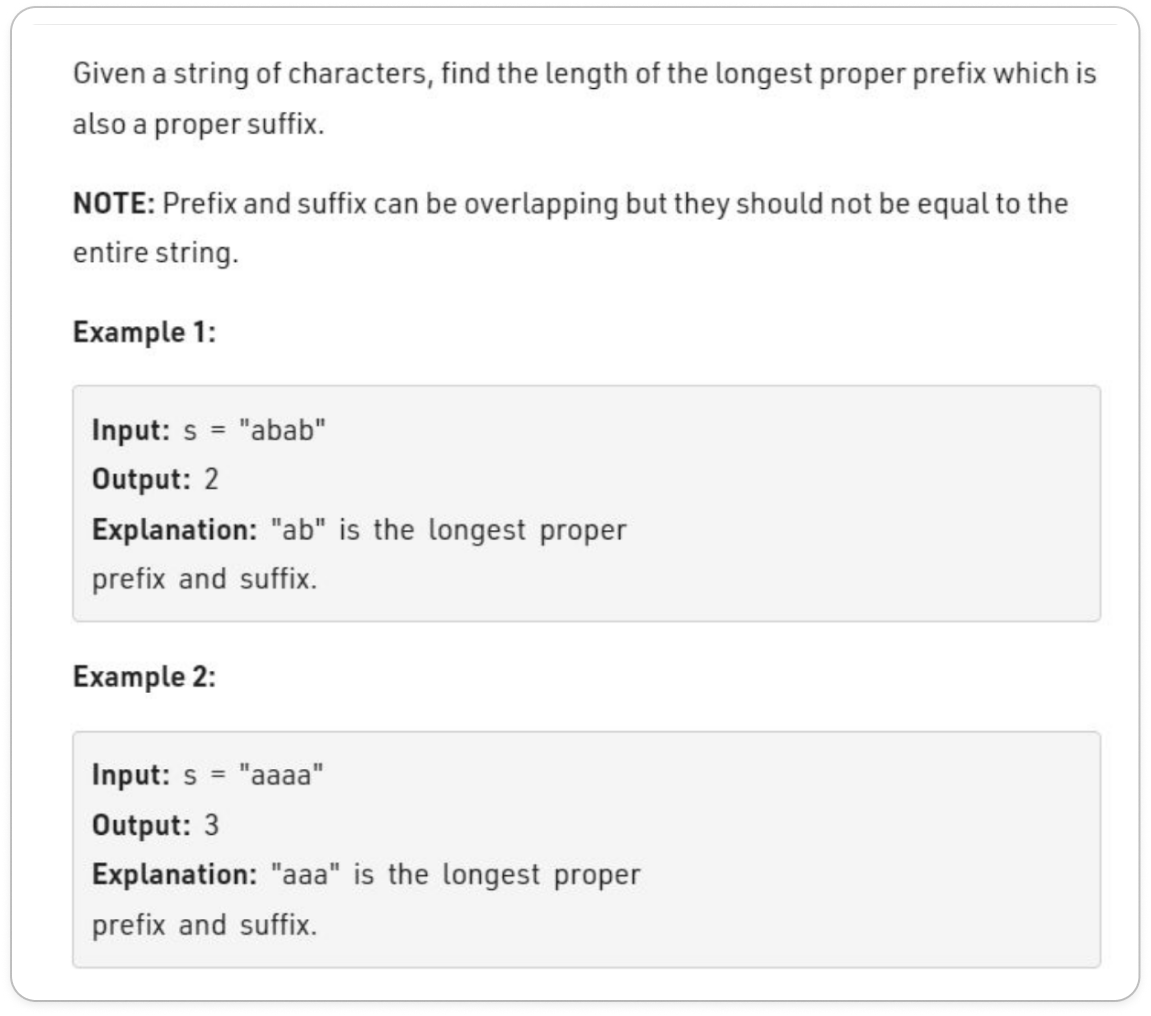 Given a string of characters, find the length of the longest proper prefix which is
also a proper suffix.
NOTE: Prefix and suffix can be overlapping but they should not be equal to the
entire string.
Example 1:
Input: s = "abab"
Output: 2
Explanation: "ab" is the longest proper
prefix and suffix.
Example 2:
Input: s = "aaaa"
Output: 3
Explanation: "aaa" is the longest proper
prefix and suffix.